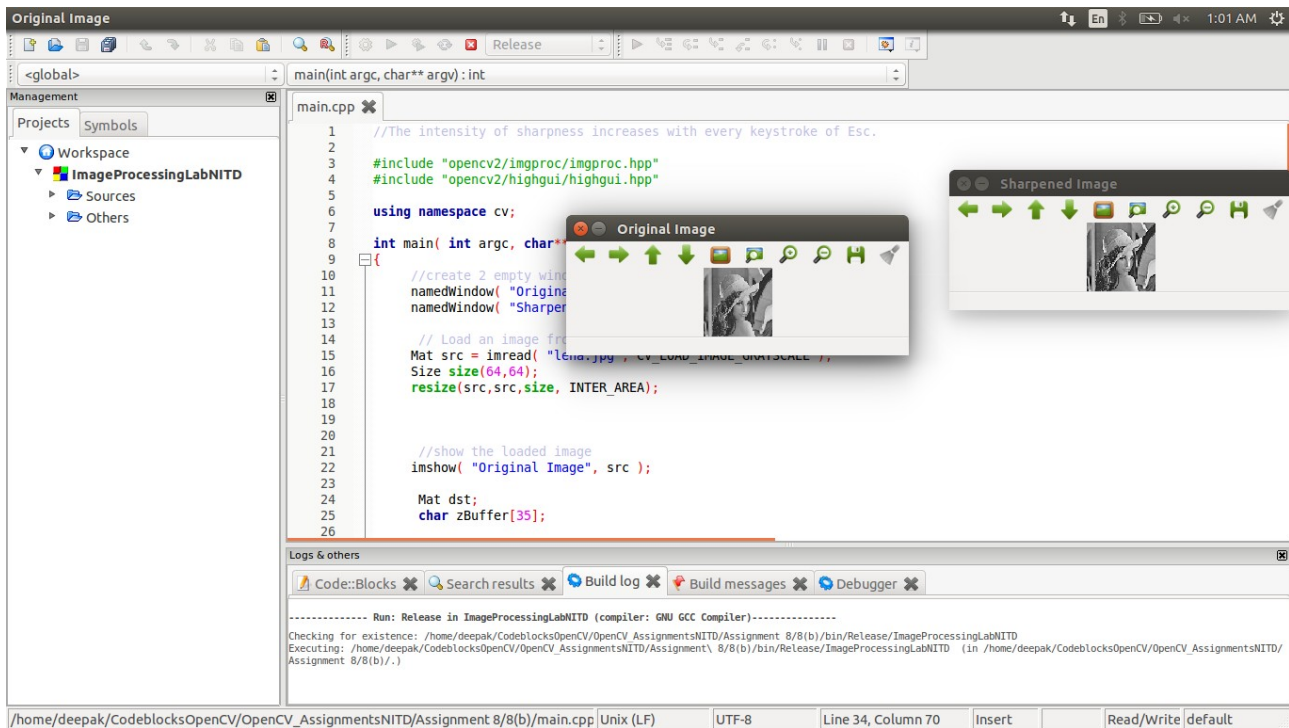 Original Image
En 1:01 AM
Release
<global> main(int argc, char** argv) : int
Management
Projects Symbols
Workspace
ImageProcessingLabNITD
Sources
Others
main.cpp
1 //The intensity of sharpness increases with every keystroke of Esc.
2
3 #include "opencv2/imgproc/imgproc.hpp"
4 #include "opencv2/highgui/highgui.hpp"
5
6 using namespace cv;
7
8 int main( int argc, char**
9 {
10 //create 2 empty wind
11 namedWindow( "Origina
12 namedWindow( "Sharpen
13
14 // Load an image fro
15 Mat src = imread( "lena.jpg", CV_LOAD_IMAGE_GRAYSCALE );
16 Size size(64,64);
17 resize(src,src,size, INTER_AREA);
18
19
20
21 //show the loaded image
22 imshow( "Original Image", src );
23
24 Mat dst;
25 char zBuffer[35];
26
Original Image
Sharpened Image
Logs & others
Code::Blocks Search results Build log Build messages Debugger
-------------- Run: Release in ImageProcessingLabNITD (compiler: GNU GCC Compiler)---------------
Checking for existence: /home/deepak/CodeblocksOpenCV/OpenCV_AssignmentsNITD/Assignment 8/8(b)/bin/Release/ImageProcessingLabNITD
Executing: /home/deepak/CodeblocksOpenCV/OpenCV_AssignmentsNITD/Assignment\ 8/8(b)/bin/Release/ImageProcessingLabNITD (in /home/deepak/CodeblocksOpenCV/OpenCV_AssignmentsNITD/
Assignment 8/8(b)/.)
/home/deepak/CodeblocksOpenCV/OpenCV_AssignmentsNITD/Assignment 8/8(b)/main.cpp Unix (LF) UTF-8 Line 34, Column 70 Insert Read/Write default